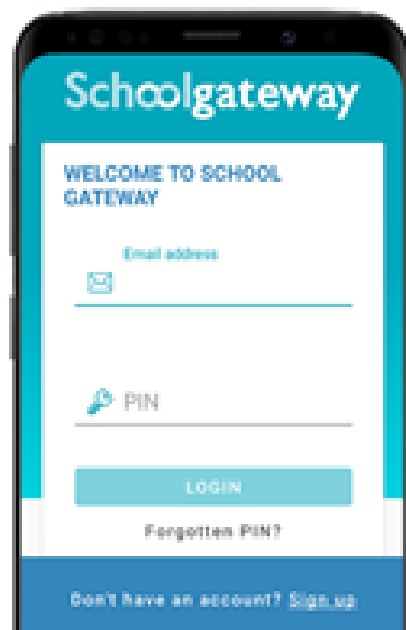 Schoolgateway
WELCOME TO SCHOOL
GATEWAY
Email address
PIN
LOGIN
Forgotten PIN?
Don't have an account? Sign up